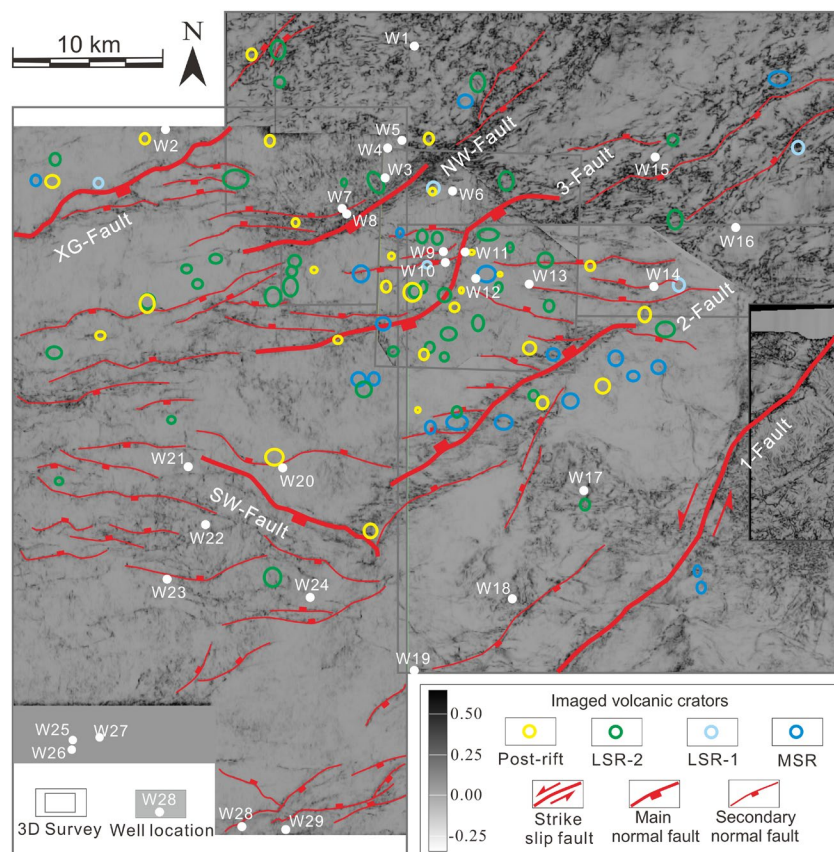 10 km
N
W1
W2
W5
W4
W3
NW-Fault
W6
3-Fault
W15
W7
W8
XG-Fault
W16
W9
W11
W10
W12
W13
W14
2-Fault
1-Fault
W21
W20
W17
SW-Fault
W22
W23
W24
W18
W19
W25
W27
W26
W28
3D Survey
Well location
W28
W29
0.50
0.25
0.00
-0.25
Imaged volcanic crators
Post-rift
LSR-2
LSR-1
MSR
Strike
slip fault
Main
normal fault
Secondary
normal fault